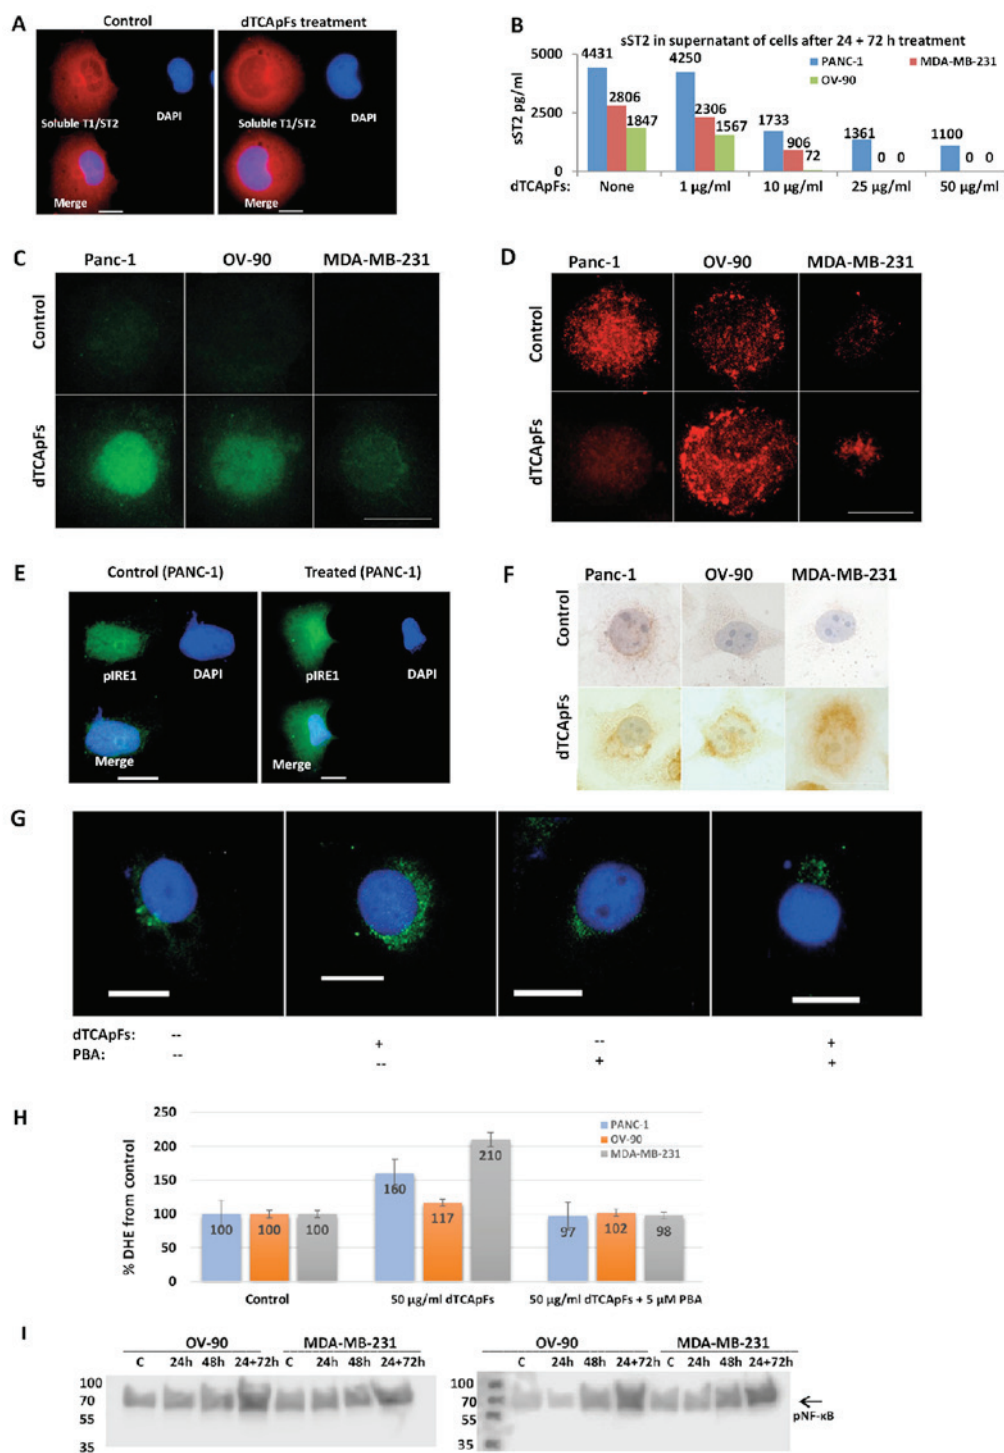 A
Control
dTCApFs treatment
Soluble T1/ST2
DAPI
Soluble T1/ST2
DAPI
Merge
Merge
B
sST2 in supernatant of cells after 24 + 72 h treatment
PANC-1
MDA-MB-231
OV-90
sST2 pg/ml
5000
2500
0
4431
2806
1847
4250
2306
1567
1733
906
72
1361
0 0
1100
0 0
dTCApFs:
None
1 µg/ml
10 µg/ml
25 µg/ml
50 µg/ml
C
Panc-1
OV-90
MDA-MB-231
Control
dTCApFs
D
Panc-1
OV-90
MDA-MB-231
Control
dTCApFs
E
Control (PANC-1)
Treated (PANC-1)
pIRE1
DAPI
pIRE1
DAPI
Merge
Merge
F
Panc-1
OV-90
MDA-MB-231
Control
dTCApFs
G
dTCApFs: -- + -- +
PBA: -- -- + +
H
% DHE from control
250
200
150
100
50
0
PANC-1
OV-90
MDA-MB-231
100
100
100
160
117
210
97
102
98
Control
50 µg/ml dTCApFs
50 µg/ml dTCApFs + 5 µM PBA
I
OV-90
MDA-MB-231
C 24h 48h 24+72h C 24h 48h 24+72h
100
70
55
35
OV-90
MDA-MB-231
C 24h 48h 24+72h C 24h 48h 24+72h
100
70
55
35
pNF-κB